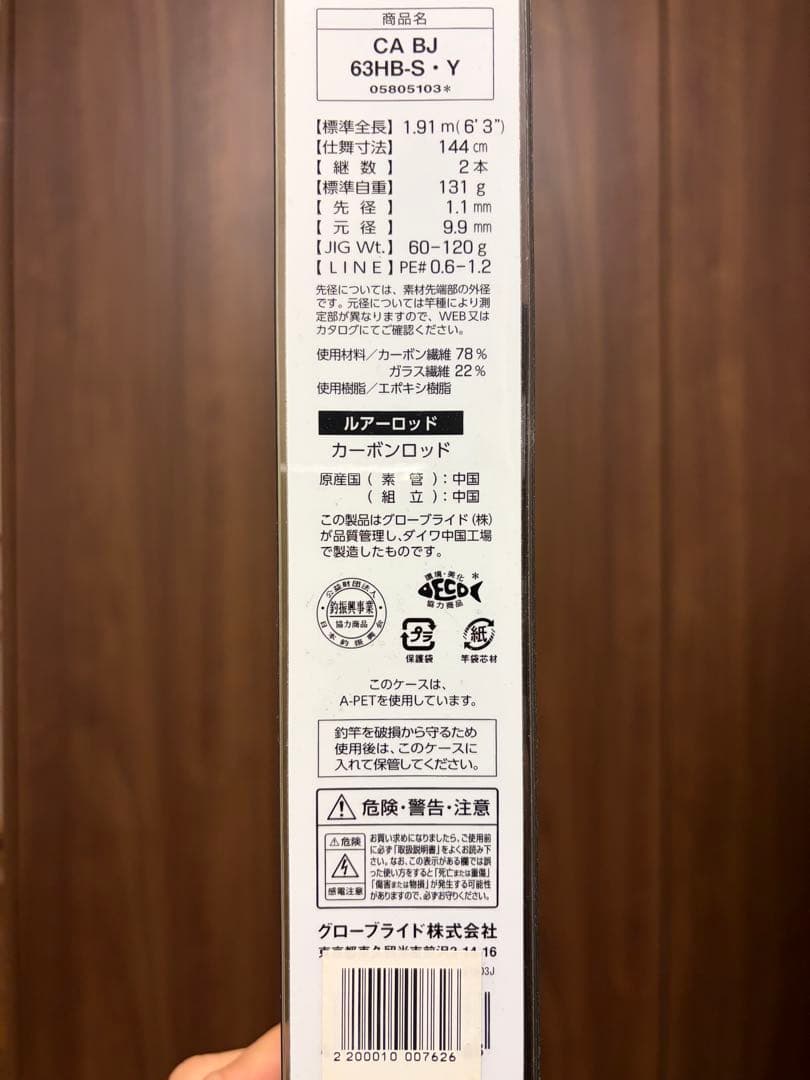 商品名
CA BJ
63HB-S・Y
05805103*
【標準全長】 1.91 m(6'3")
【仕舞寸法】 144 cm
【 継 数 】 2 本
【標準自重】 131 g
【 先 径 】 1.1 mm
【 元 径 】 9.9 mm
【JIG Wt.】 60-120 g
【 L I N E 】 PE# 0.6-1.2
先径については、素材先端部の外径
です。元径については竿種により測
定部が異なりますので、WEB又は
カタログにてご確認ください。
使用材料/カーボン繊維 78 %
ガラス繊維 22 %
使用樹脂/エポキシ樹脂
ルアーロッド
カーボンロッド
原産国 ( 素 管 ) : 中国
( 組 立 ) : 中国
この製品はグローブライド(株)
が品質管理し、ダイワ中国工場
で製造したものです。
公益財団法人
釣振興事業
協力商品
日本釣振興会
環境・美化 *
ECO
協力商品
プラ
保護袋
紙
竿袋芯材
このケースは、
A-PETを使用しています。
釣竿を破損から守るため
使用後は、このケースに
入れて保管してください。
危険・警告・注意
危険
感電注意
お買い求めになりましたら、ご使用前
に必ず「取扱説明書」をよくお読み下
さい。なお、この表示がある欄では誤
った使い方をすると「死亡または重傷」
「傷害または物損」が発生する可能性
がありますので、必ずお守りください。
グローブライド株式会社
東京都東久留米市前沢3-14-16
03J
2 200010 007626